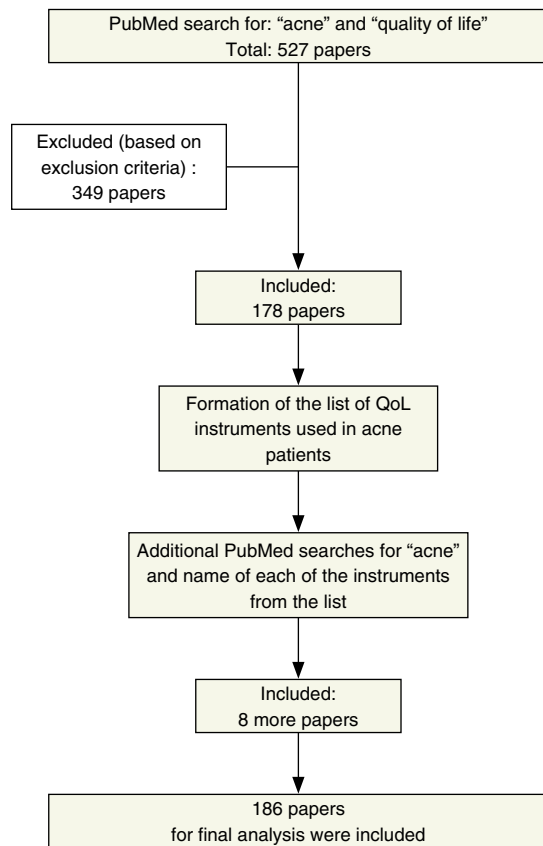 PubMed search for: “acne” and “quality of life”
Total: 527 papers
Excluded (based on
exclusion criteria) :
349 papers
Included:
178 papers
Formation of the list of QoL
instruments used in acne
patients
Additional PubMed searches for “acne”
and name of each of the instruments
from the list
Included:
8 more papers
186 papers
for final analysis were included